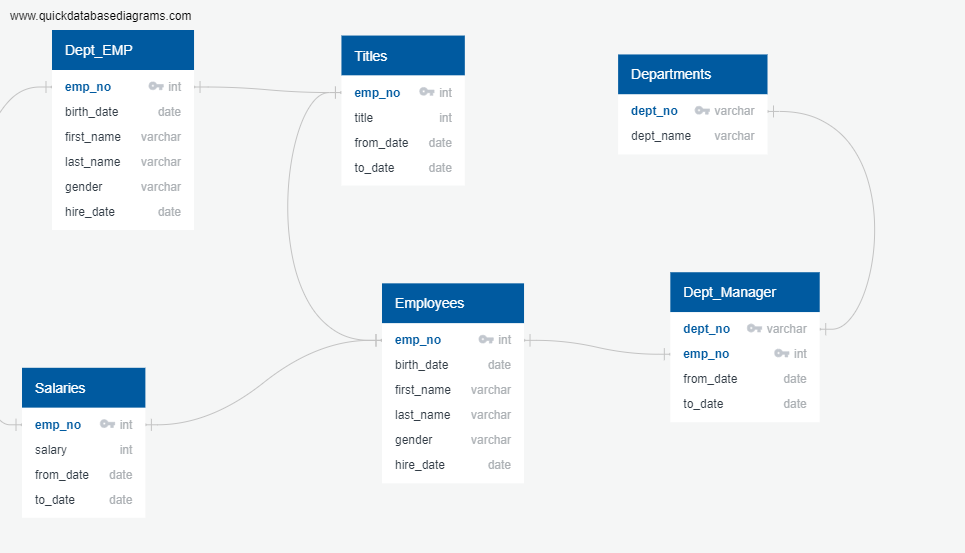 www.quickdatabasediagrams.com
Dept_EMP
emp_no int
birth_date date
first_name varchar
last_name varchar
gender varchar
hire_date date
Titles
emp_no int
title int
from_date date
to_date date
Departments
dept_no varchar
dept_name varchar
Employees
emp_no int
birth_date date
first_name varchar
last_name varchar
gender varchar
hire_date date
Dept_Manager
dept_no varchar
emp_no int
from_date date
to_date date
Salaries
emp_no int
salary int
from_date date
to_date date